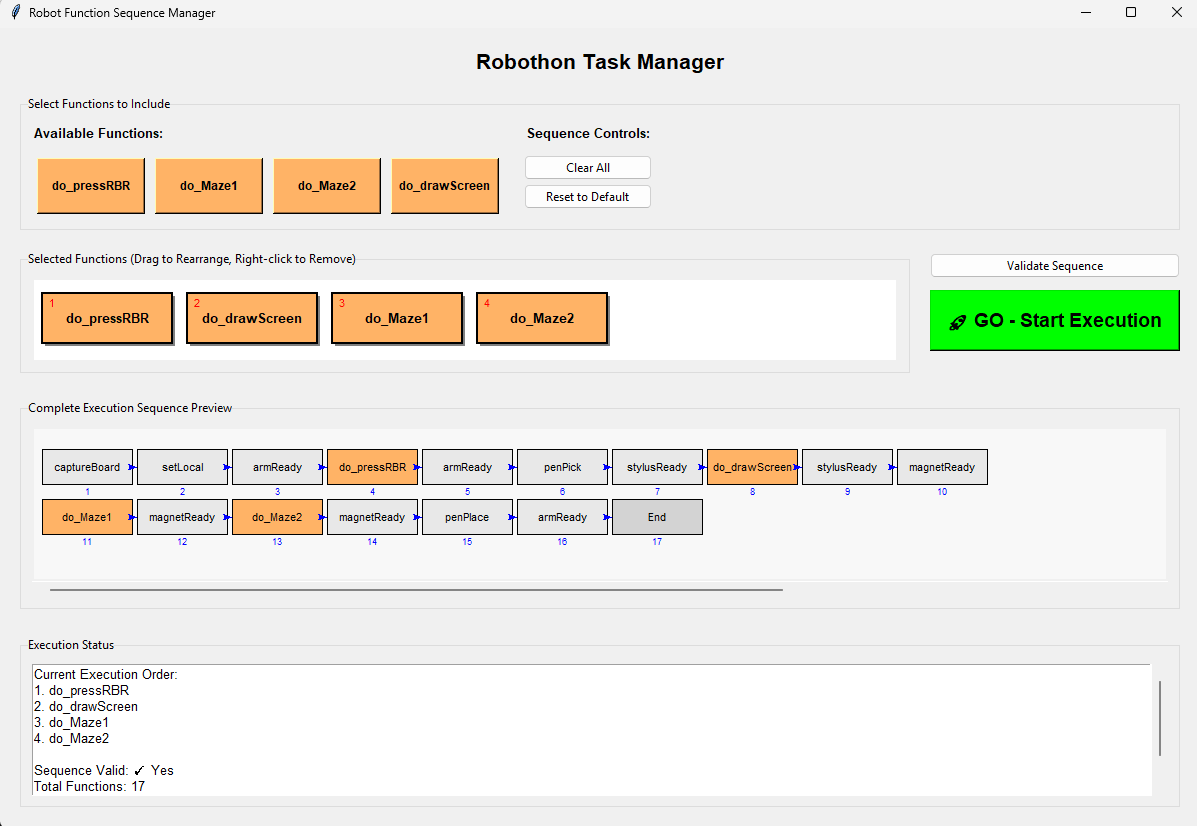 Robot Function Sequence Manager
Robothon Task Manager
Select Functions to Include
Available Functions:
Sequence Controls:
do_pressRBR do_Maze1 do_Maze2 do_drawScreen
Clear All
Reset to Default
Selected Functions (Drag to Rearrange, Right-click to Remove)
1 do_pressRBR
2 do_drawScreen
3 do_Maze1
4 do_Maze2
Validate Sequence
🚀 GO - Start Execution
Complete Execution Sequence Preview
captureBoard setLocal armReady do_pressRBR armReady penPick stylusReady do_drawScreen stylusReady magnetReady
1 2 3 4 5 6 7 8 9 10
do_Maze1 magnetReady do_Maze2 magnetReady penPlace armReady End
11 12 13 14 15 16 17
Execution Status
Current Execution Order:
1. do_pressRBR
2. do_drawScreen
3. do_Maze1
4. do_Maze2
Sequence Valid: ✓ Yes
Total Functions: 17